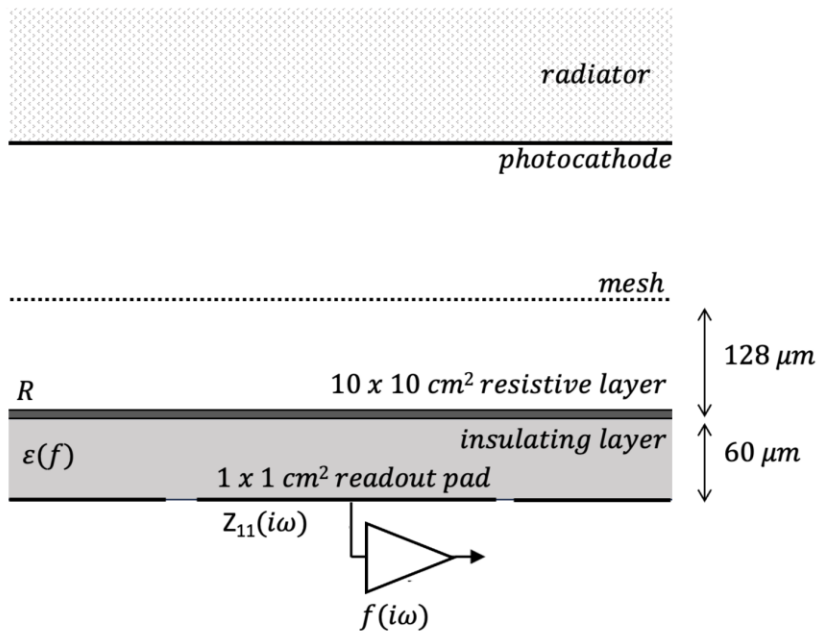 radiator
photocathode
mesh
128 μm
R
10 x 10 cm² resistive layer
insulating layer
ε(f)
60 μm
1 x 1 cm² readout pad
Z₁₁(iω)
f(iω)